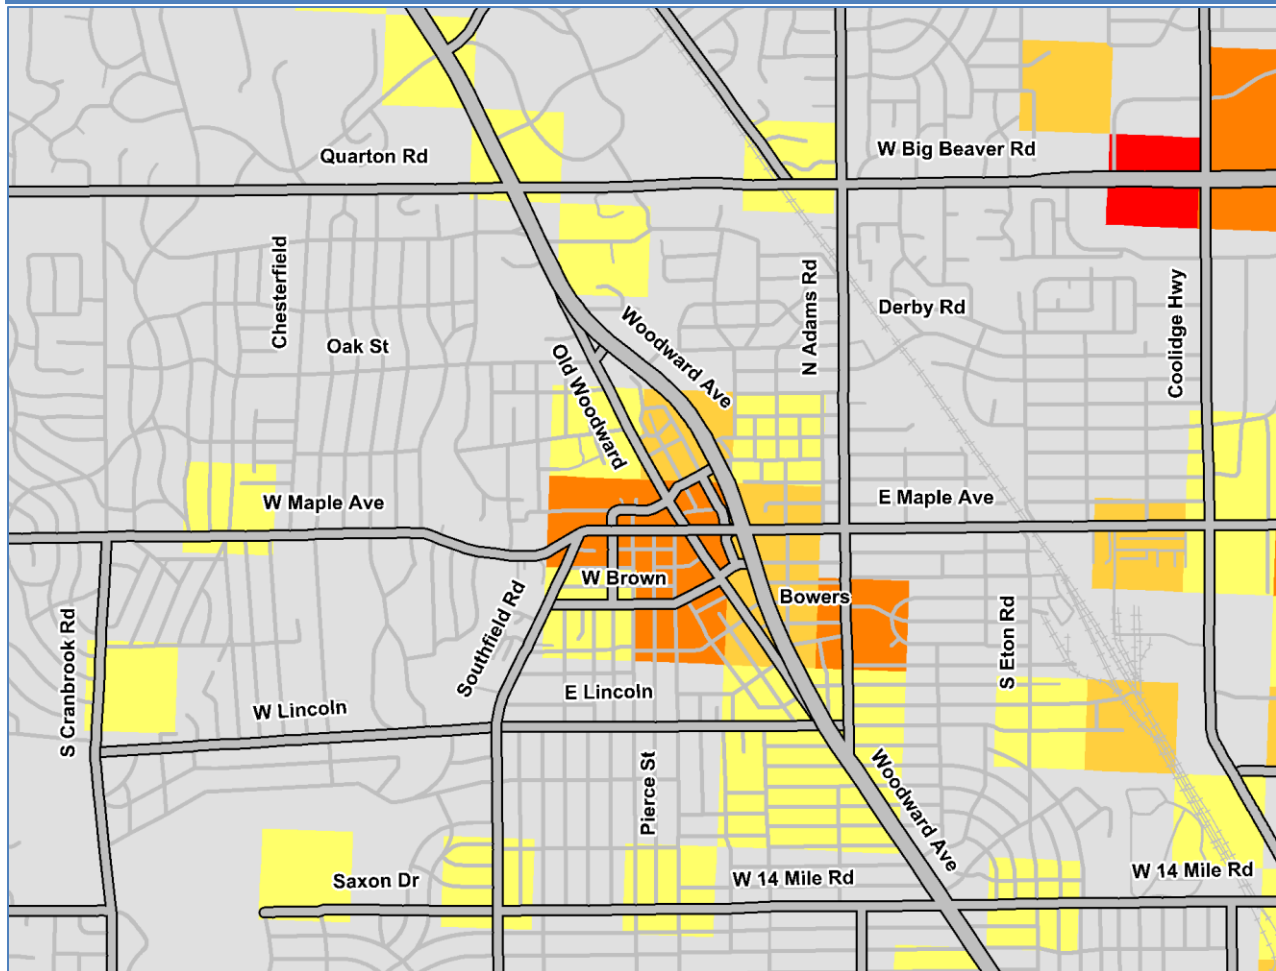 W Big Beaver Rd
Quarton Rd
Chesterfield
N Adams Rd
Derby Rd
Coolidge Hwy
Woodward Ave
Oak St
Old Woodward
W Maple Ave
E Maple Ave
W Brown
Bowers
Southfield Rd
S Cranbrook Rd
S Eton Rd
E Lincoln
W Lincoln
Pierce St
Woodward Ave
Saxon Dr
W 14 Mile Rd
W 14 Mile Rd